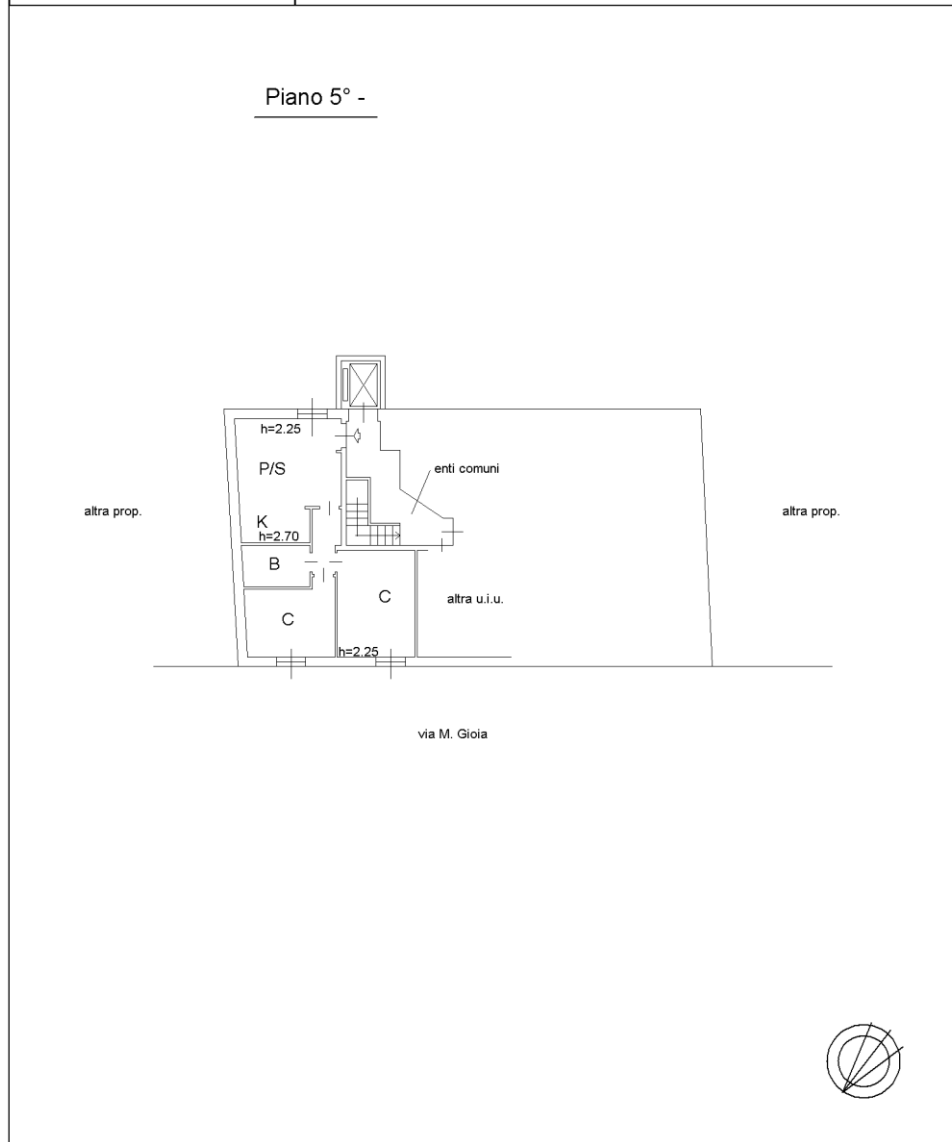 Piano 5° -
h=2.25
P/S
enti comuni
altra prop.
altra prop.
K
h=2.70
B
C
C
altra u.i.u.
h=2.25
via M. Gioia